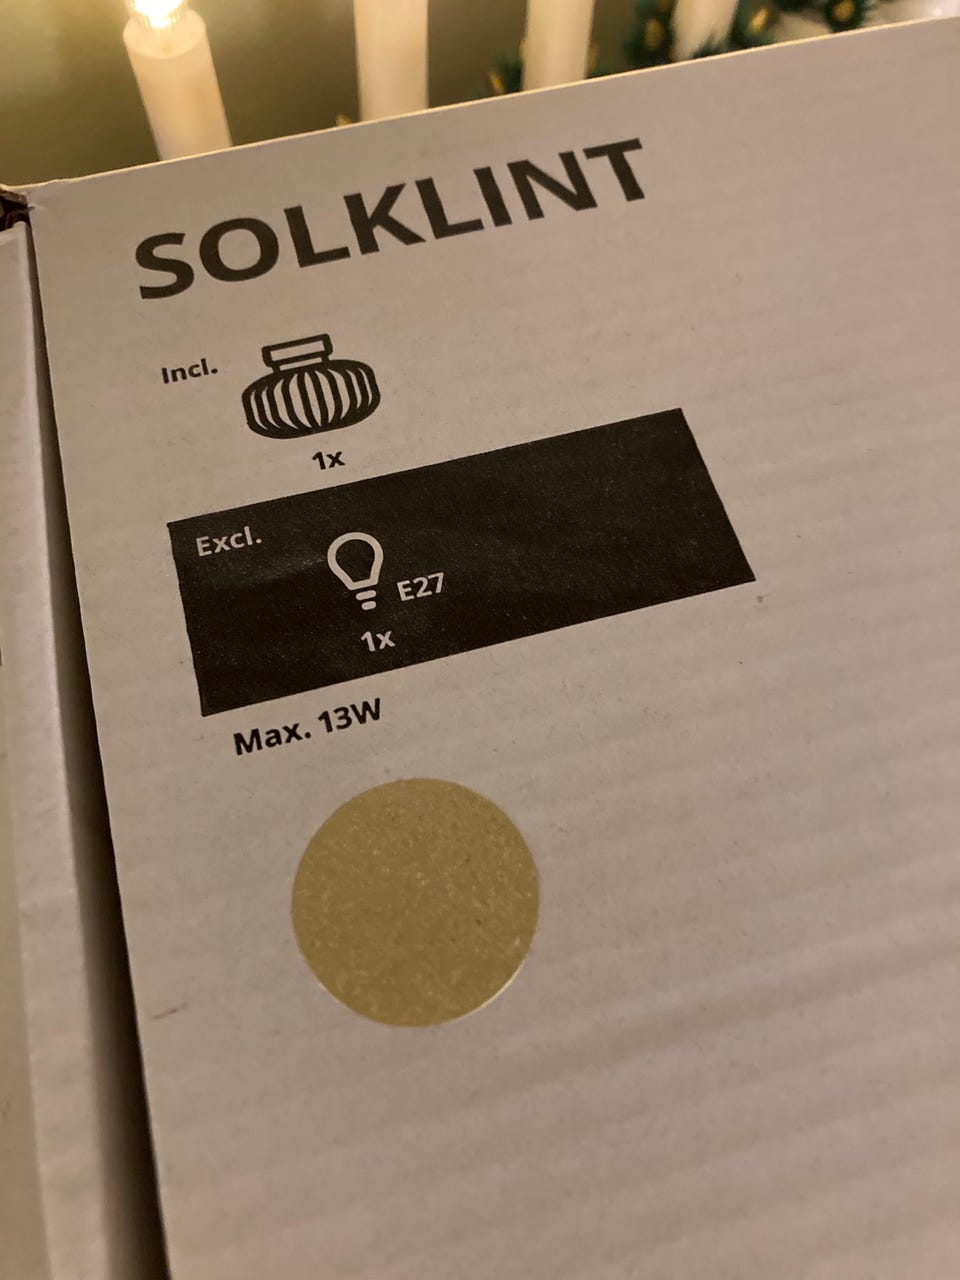 SOLKLINT
Incl.
1x
Excl.
E27
1x
Max. 13W